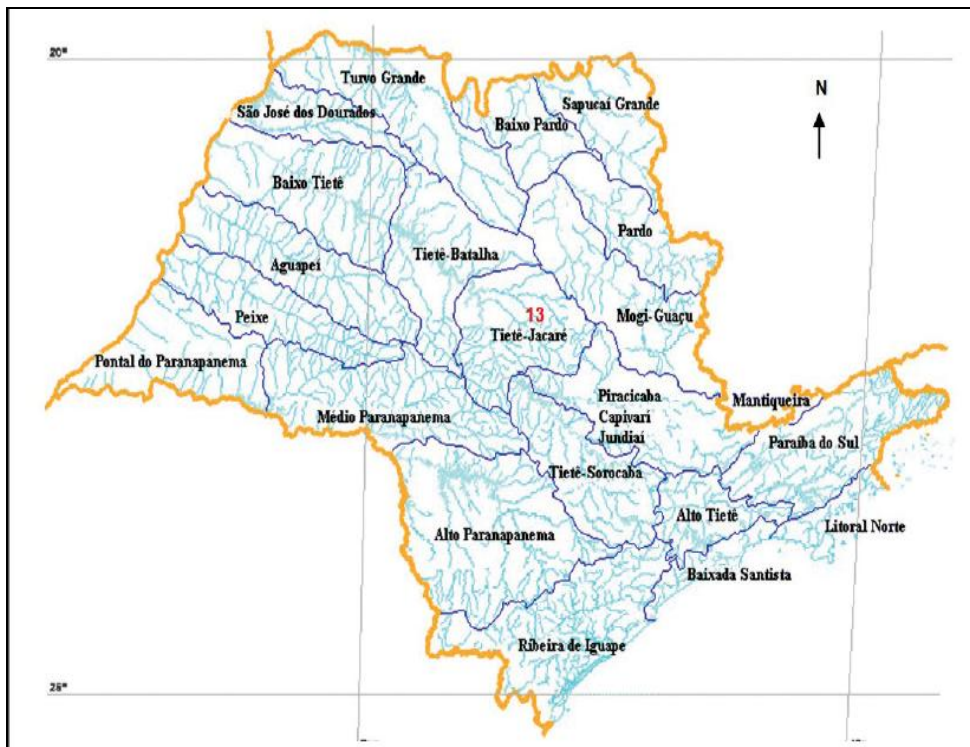 20°
Turvo Grande
N
Sapucaí Grande
São José dos Dourados
Baixo Pardo
Baixo Tietê
Pardo
Tietê-Batalha
Aguapeí
13
Mogi-Guaçu
Peixe
Tietê-Jacaré
Pontal do Paranapanema
Piracicaba
Mantiqueira
Médio Paranapanema
Capivarí
Jundiaí
Paraíba do Sul
Tietê-Sorocaba
Alto Tietê
Litoral Norte
Alto Paranapanema
Baixada Santista
Ribeira de Iguape
25°